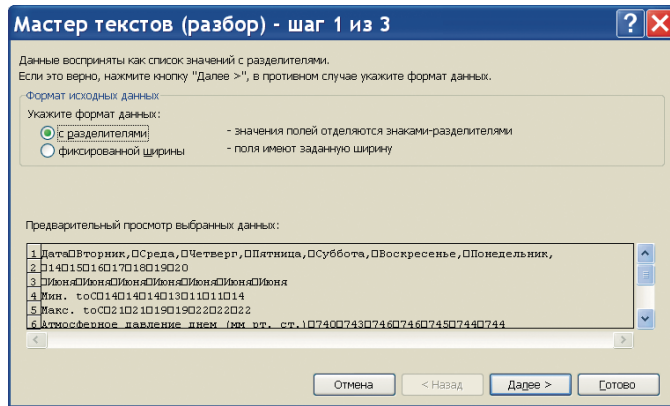 Мастер текстов (разбор) - шаг 1 из 3
Данные восприняты как список значений с разделителями.
Если это верно, нажмите кнопку "Далее >", в противном случае укажите формат данных.
Формат исходных данных
Укажите формат данных:
с разделителями - значения полей отделяются знаками-разделителями
фиксированной ширины - поля имеют заданную ширину
Предварительный просмотр выбранных данных:
1 Дата□Вторник,□Среда,□Четверг,□Пятница,□Суббота,□Воскресенье,□Понедельник,
2 □14□15□16□17□18□19□20
3 □Июня□Июня□Июня□Июня□Июня□Июня□Июня
4 Мин. toC□14□14□14□13□11□11□14
5 Макс. toC□21□21□19□19□22□22□22
6 Атмосферное давление днем (мм рт. ст.)□740□743□746□746□745□744□744
Отмена < Назад Далее > Готово